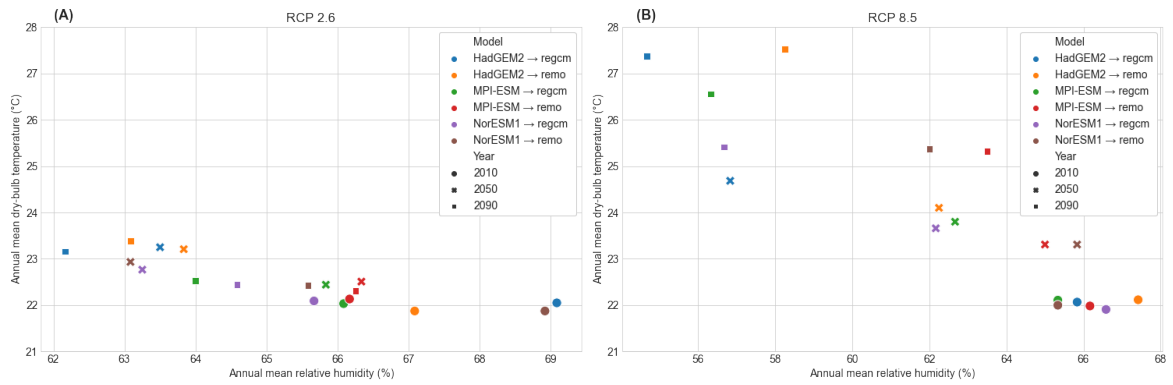 (A)
RCP 2.6
28
27
26
25
24
23
22
21
Annual mean dry-bulb temperature (°C)
62 63 64 65 66 67 68 69
Annual mean relative humidity (%)
Model
HadGEM2 → regcm
HadGEM2 → remo
MPI-ESM → regcm
MPI-ESM → remo
NorESM1 → regcm
NorESM1 → remo
Year
2010
2050
2090
(B)
RCP 8.5
28
27
26
25
24
23
22
21
Annual mean dry-bulb temperature (°C)
56 58 60 62 64 66 68
Annual mean relative humidity (%)
Model
HadGEM2 → regcm
HadGEM2 → remo
MPI-ESM → regcm
MPI-ESM → remo
NorESM1 → regcm
NorESM1 → remo
Year
2010
2050
2090